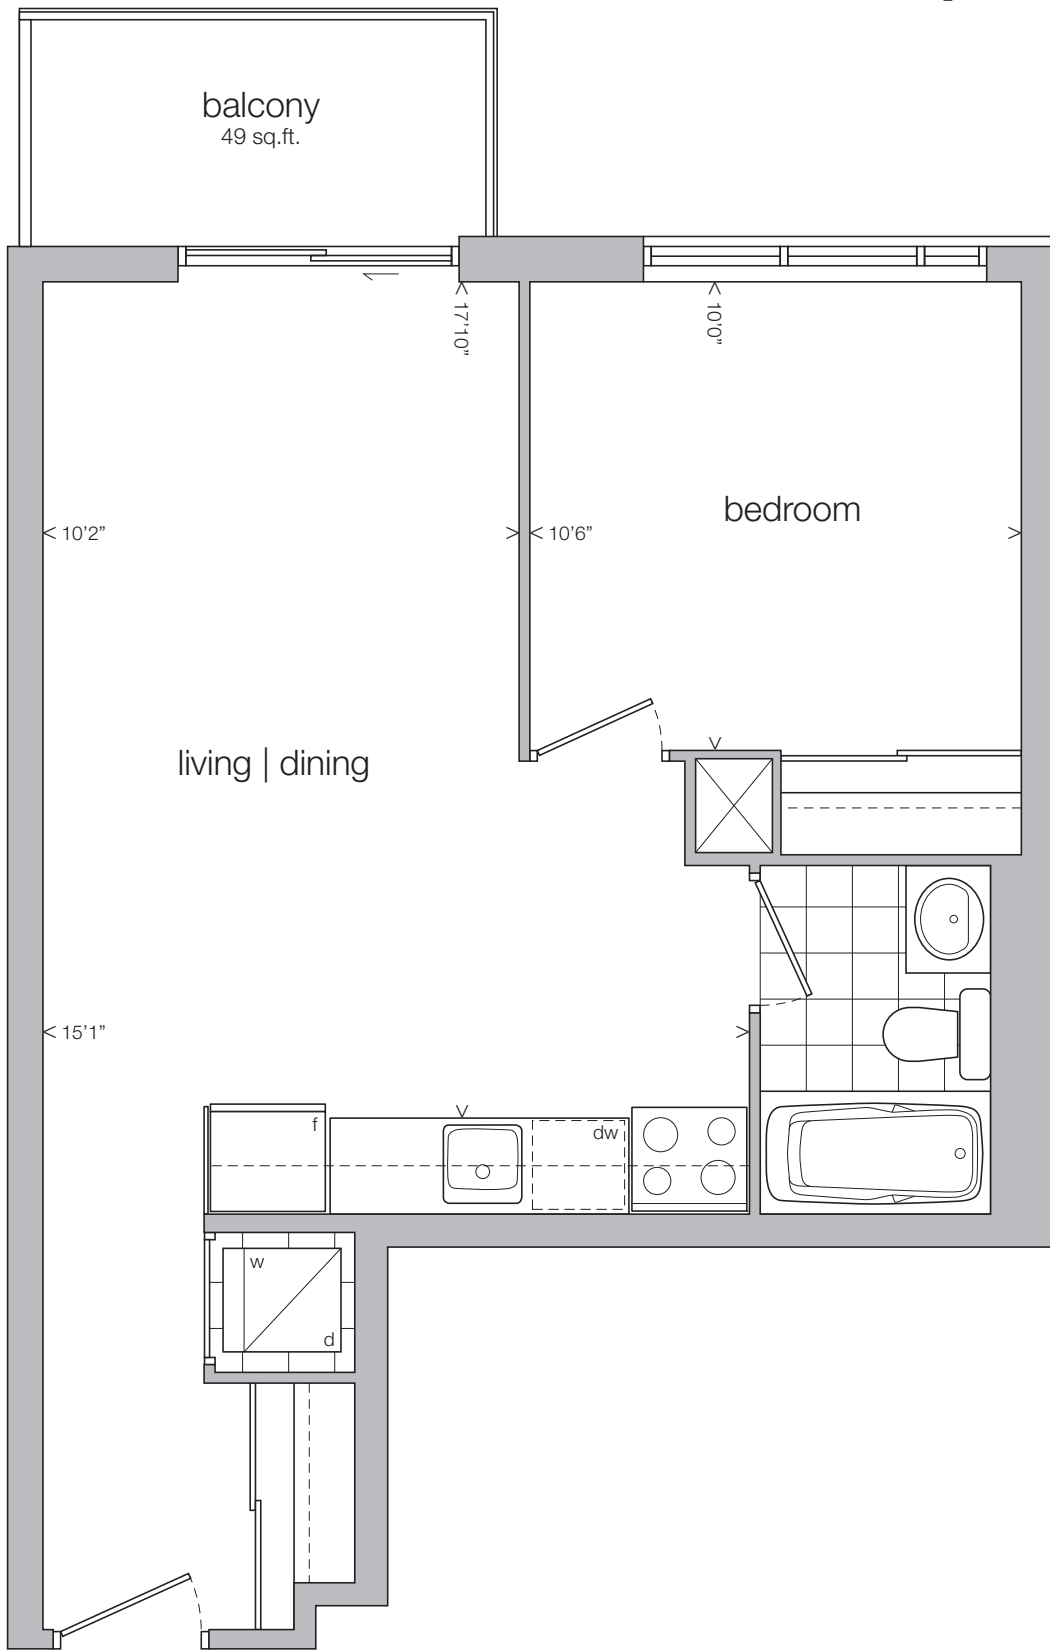 balcony
49 sq.ft.
17'10"
10'0"
bedroom
10'2"
10'6"
living | dining
15'1"
f
dw
w
d